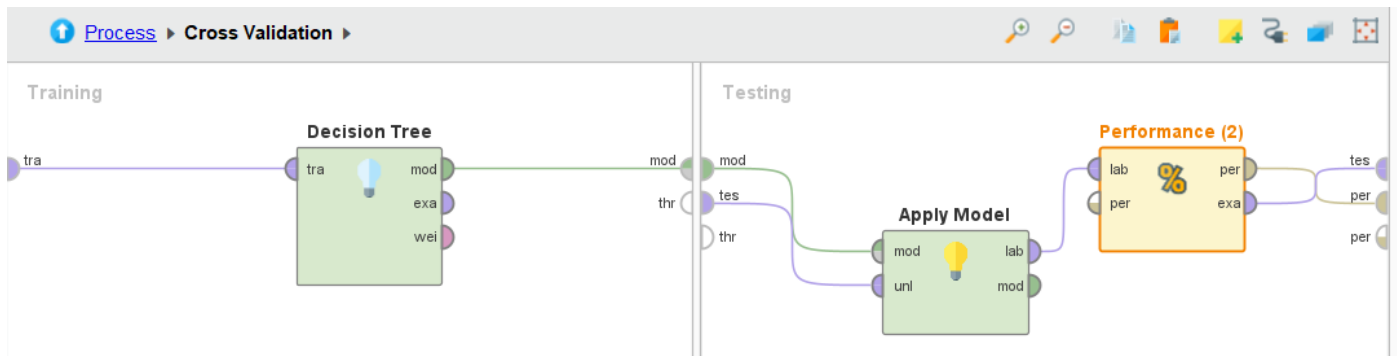 Process Cross Validation
Training
Testing
Decision Tree
Performance (2)
tra
tra
mod
exa
wei
mod
thr
mod
tes
thr
Apply Model
mod
unl
lab
mod
lab
per
%
per
exa
tes
per
per